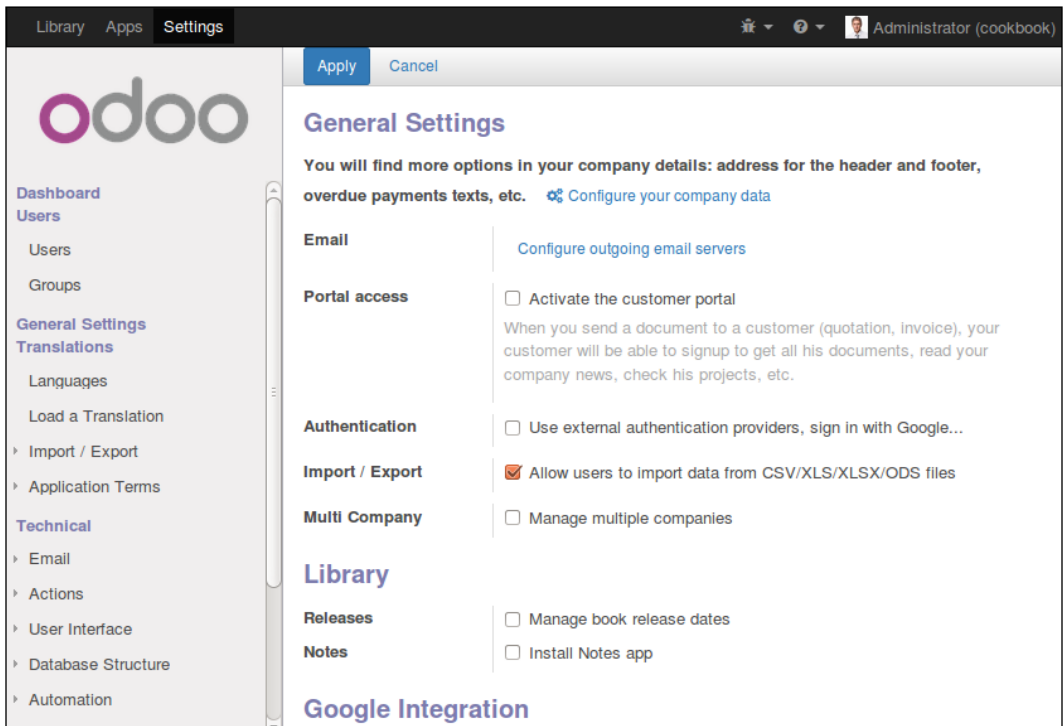 Library Apps Settings Administrator (cookbook)
odoo
Dashboard
Users
Users
Groups
General Settings
Translations
Languages
Load a Translation
Import / Export
Application Terms
Technical
Email
Actions
User Interface
Database Structure
Automation
Apply Cancel
General Settings
You will find more options in your company details: address for the header and footer,
overdue payments texts, etc. Configure your company data
Email Configure outgoing email servers
Portal access Activate the customer portal
When you send a document to a customer (quotation, invoice), your
customer will be able to signup to get all his documents, read your
company news, check his projects, etc.
Authentication Use external authentication providers, sign in with Google...
Import / Export Allow users to import data from CSV/XLS/XLSX/ODS files
Multi Company Manage multiple companies
Library
Releases Manage book release dates
Notes Install Notes app
Google Integration